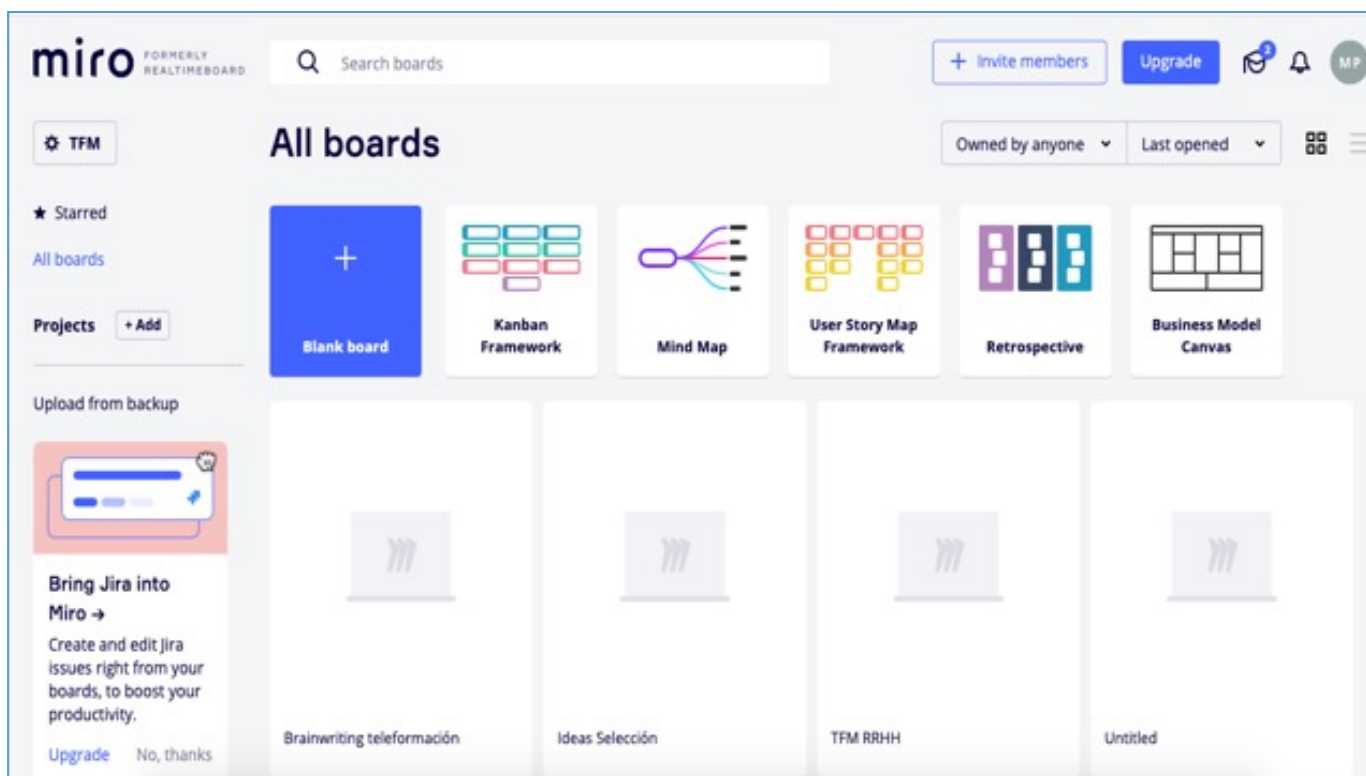 miro FORMERLY
REALTIMEBOARD
Search boards
+ Invite members
Upgrade
2
MP
TFM
All boards
Owned by anyone
Last opened
Starred
All boards
Projects
+ Add
Blank board
Kanban
Framework
Mind Map
User Story Map
Framework
Retrospective
Business Model
Canvas
Upload from backup
Bring Jira into
Miro →
Create and edit Jira
issues right from your
boards, to boost your
productivity.
Upgrade No, thanks
Brainwriting teleformación
Ideas Selección
TFM RRHH
Untitled